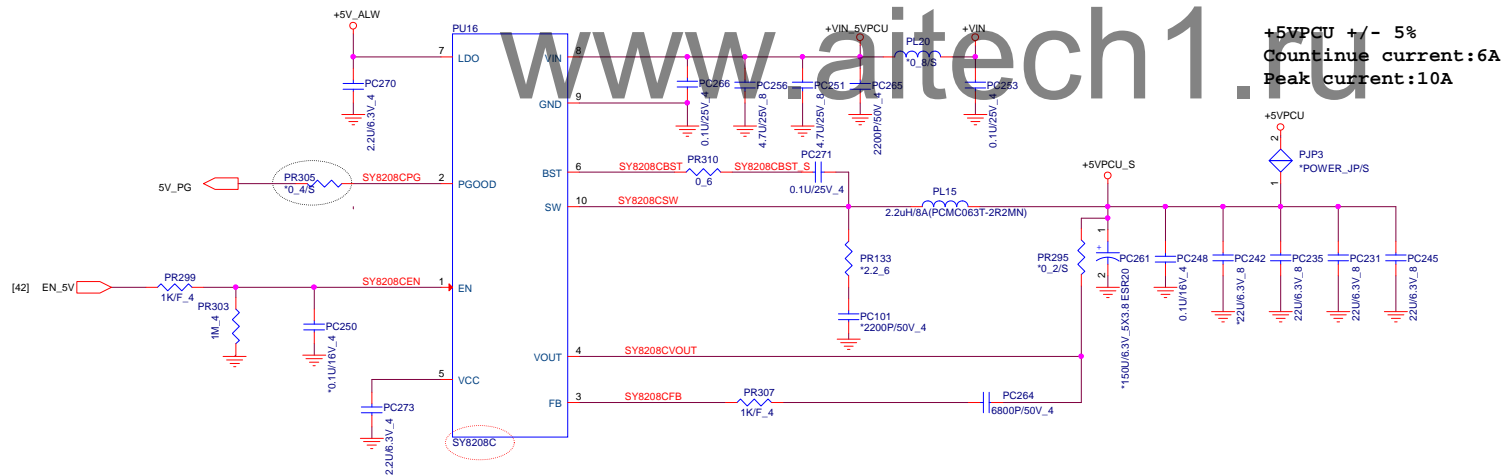 www.aitech1.ru
+5VPCU +/- 5%
Countinue current:6A
Peak current:10A
+5V_ALW
PU16
+VIN_5VPCU
+VIN
PL20
*0_8/S
7
LDO
VIN
8
PC270
2.2U/6.3V_4
PC266
0.1U/25V_4
PC256
4.7U/25V_8
PC251
4.7U/25V_8
PC265
2200P/50V_4
PC253
0.1U/25V_4
GND
9
+5VPCU
2
PJP3
*POWER_JP/S
1
5V_PG
PR305
*0_4/S
SY8208CPG
2
PGOOD
BST
6
SY8208CBST
PR310
0_6
SY8208CBST_S
PC271
0.1U/25V_4
+5VPCU_S
SW
10
SY8208CSW
PL15
2.2uH/8A(PCMC063T-2R2MN)
PR133
*2.2_6
PC101
*2200P/50V_4
PR295
*0_2/S
1
+
PC261
2
*150U/6.3V_5X3.8 ESR20
PC248
0.1U/16V_4
PC242
*22U/6.3V_8
PC235
22U/6.3V_8
PC231
22U/6.3V_8
PC245
22U/6.3V_8
[42]
EN_5V
PR299
1K/F_4
SY8208CEN
1
EN
PR303
1M_4
PC250
*0.1U/16V_4
VOUT
4
SY8208CVOUT
5
VCC
PC273
2.2U/6.3V_4
FB
3
SY8208CFB
PR307
1K/F_4
PC264
6800P/50V_4
SY8208C